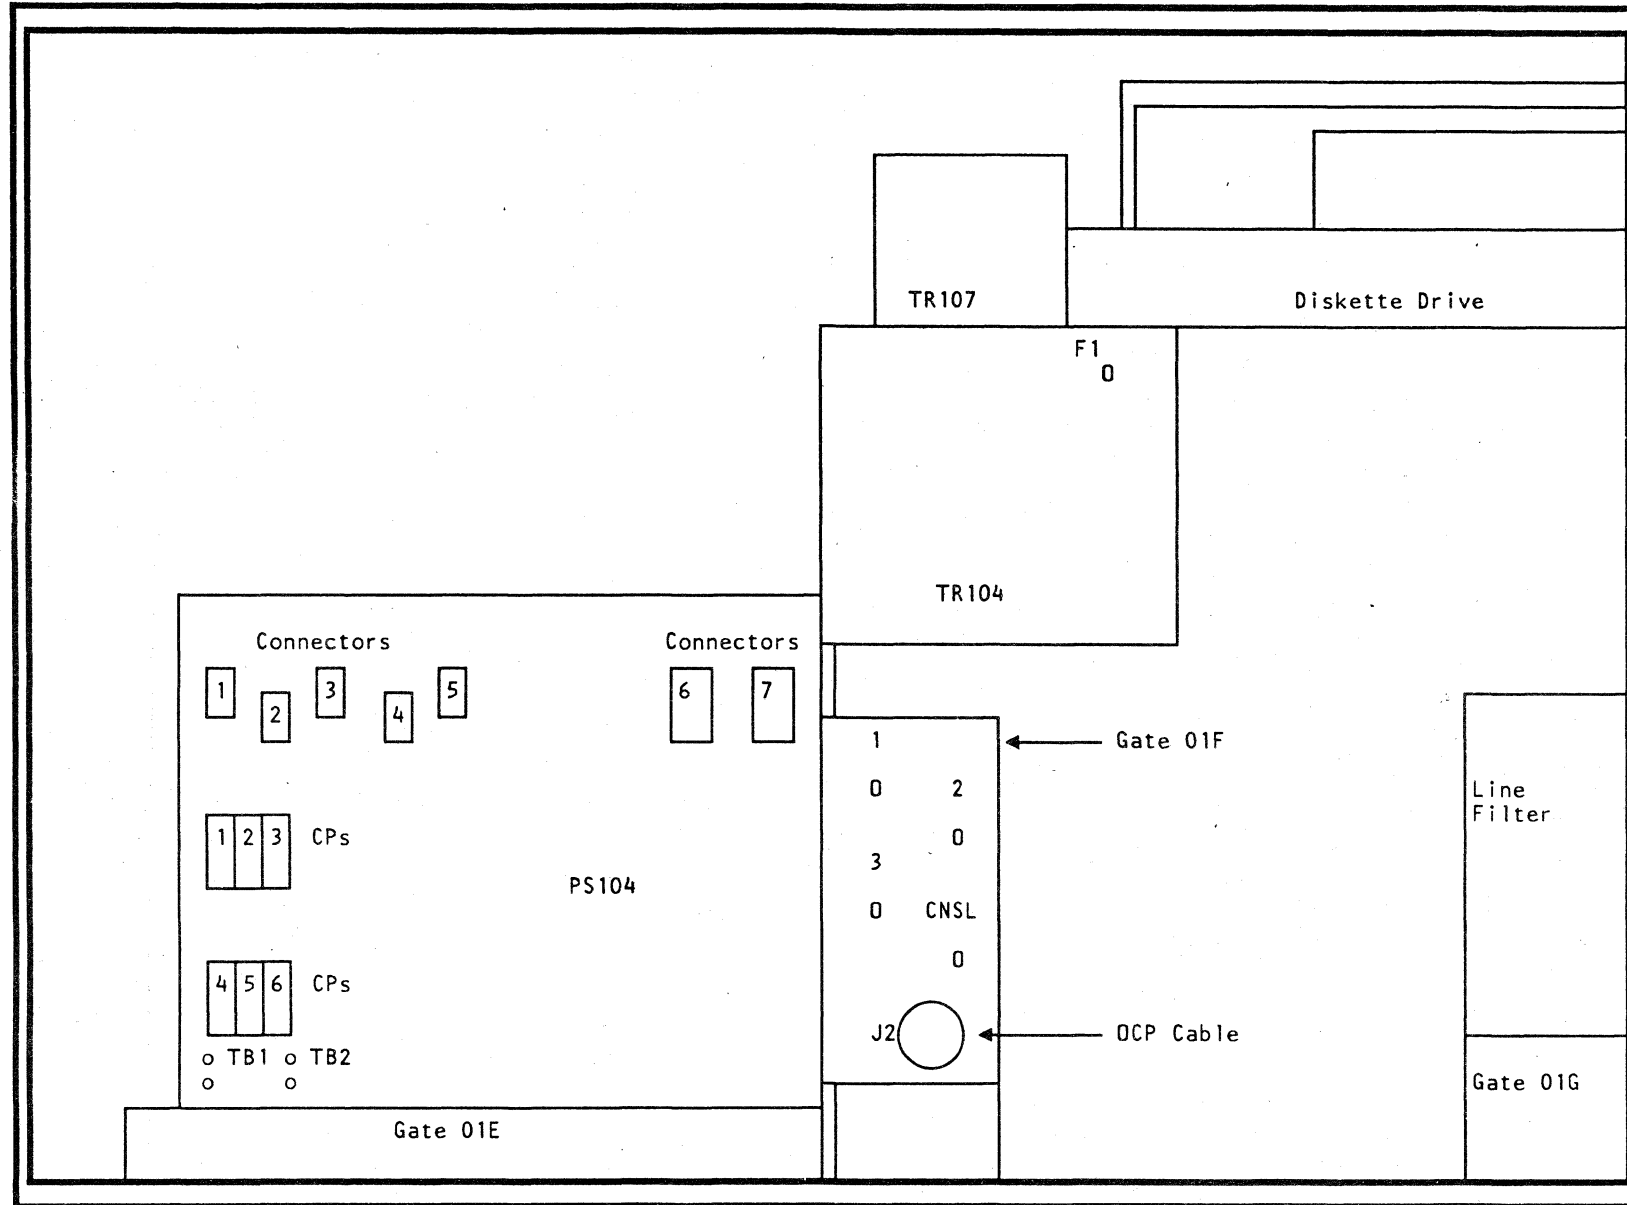 TR107
Diskette Drive
F1
0
TR104
Connectors
1
2
3
4
5
Connectors
6
7
1 2 3 CPs
PS104
4 5 6 CPs
o TB1 o TB2
o o
Gate 01E
1
0
2
0
3
0
CNSL
0
J2
Gate 01F
OCP Cable
Line
Filter
Gate 01G